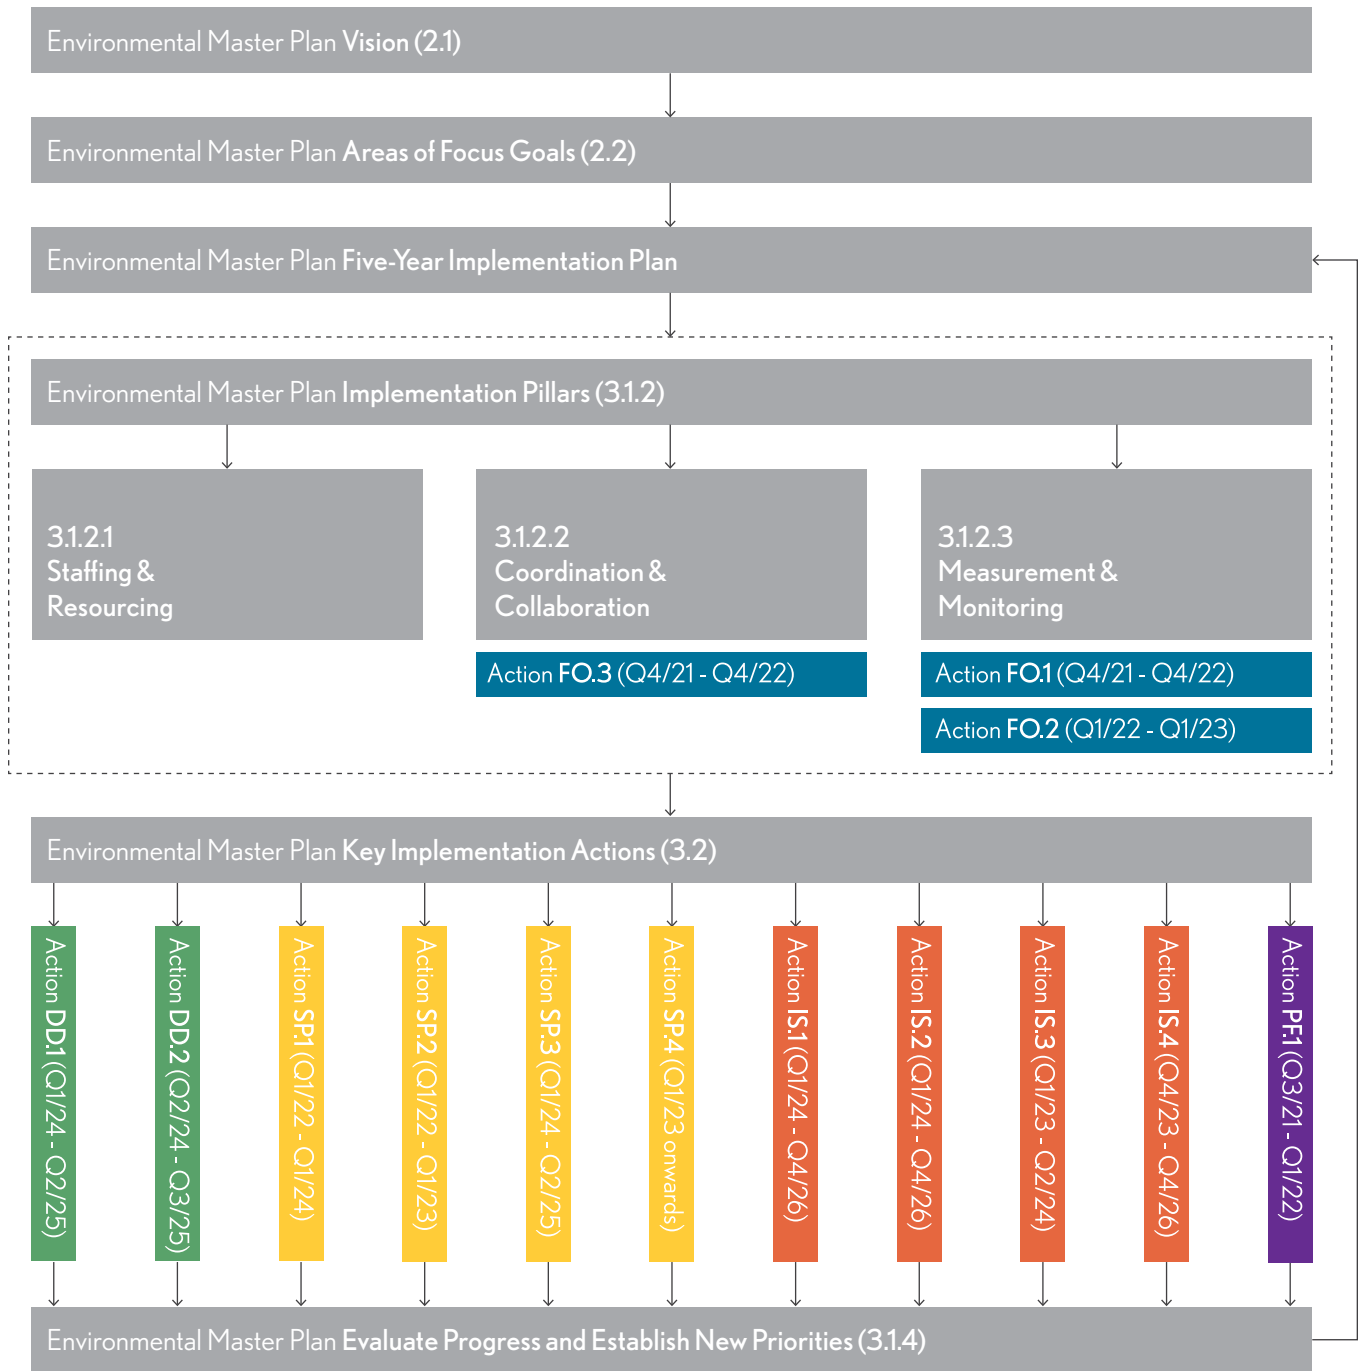 Environmental Master Plan Vision (2.1)
Environmental Master Plan Areas of Focus Goals (2.2)
Environmental Master Plan Five-Year Implementation Plan
Environmental Master Plan Implementation Pillars (3.1.2)
3.1.2.1
Staffing &
Resourcing
3.1.2.2
Coordination &
Collaboration
3.1.2.3
Measurement &
Monitoring
Action FO.3 (Q4/21 - Q4/22)
Action FO.1 (Q4/21 - Q4/22)
Action FO.2 (Q1/22 - Q1/23)
Environmental Master Plan Key Implementation Actions (3.2)
Action DD.1 (Q1/24 - Q2/25)
Action DD.2 (Q2/24 - Q3/25)
Action SP.1 (Q1/22 - Q1/24)
Action SP.2 (Q1/22 - Q1/23)
Action SP.3 (Q1/24 - Q2/25)
Action SP.4 (Q1/23 onwards)
Action IS.1 (Q1/24 - Q4/26)
Action IS.2 (Q1/24 - Q4/26)
Action IS.3 (Q1/23 - Q2/24)
Action IS.4 (Q4/23 - Q4/26)
Action PF.1 (Q3/21 - Q1/22)
Environmental Master Plan Evaluate Progress and Establish New Priorities (3.1.4)